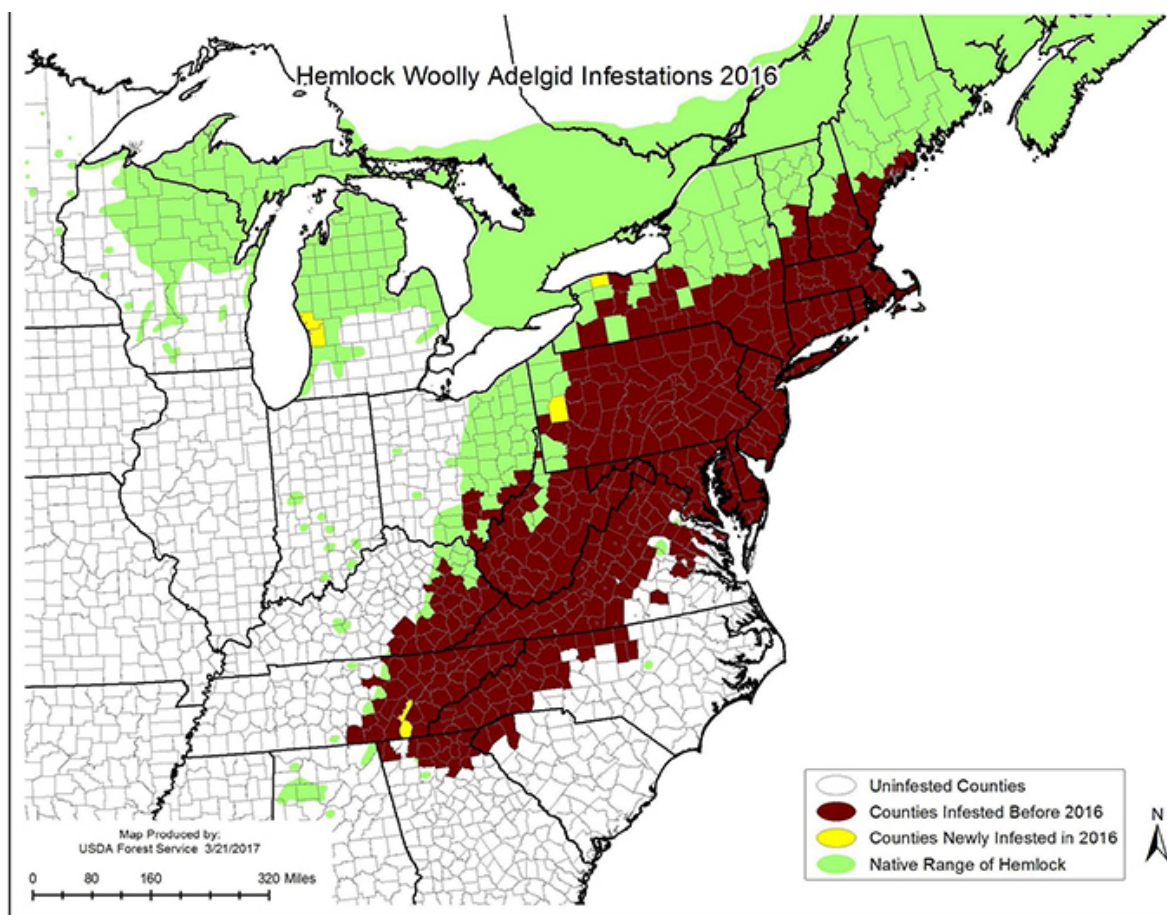 Hemlock Woolly Adelgid Infestations 2016
Uninfested Counties
Counties Infested Before 2016
Counties Newly Infested in 2016
Native Range of Hemlock
N
Map Produced by:
USDA Forest Service 3/21/2017
0 80 160 320 Miles